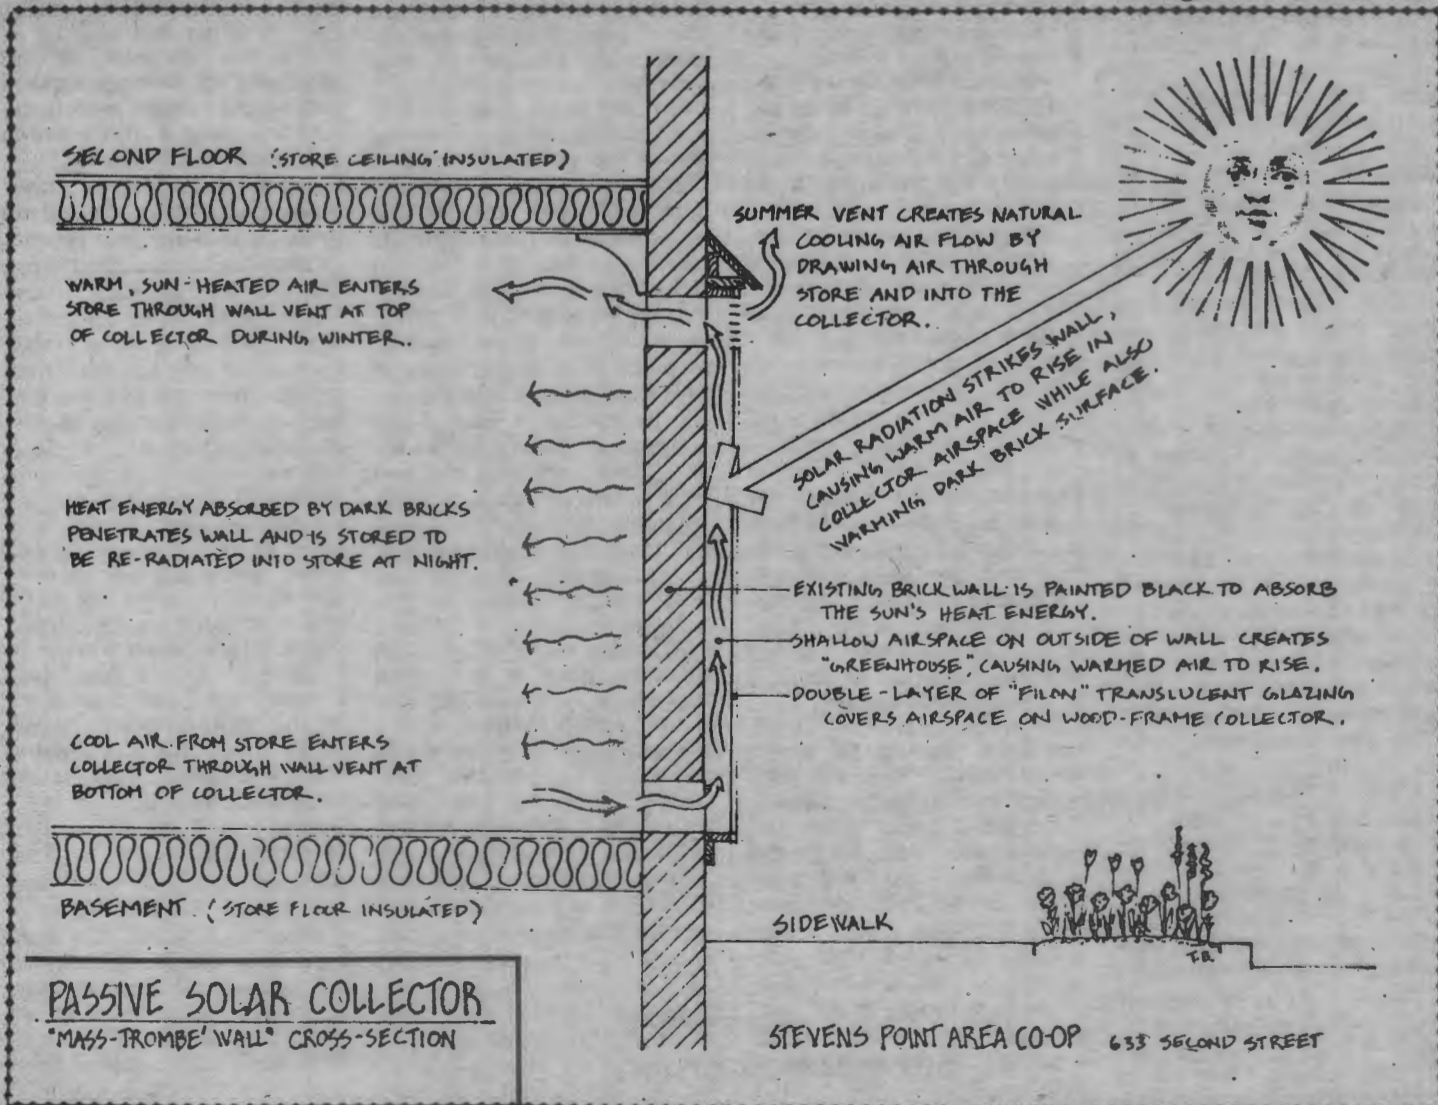 SECOND FLOOR (STORE CEILING INSULATED)
SUMMER VENT CREATES NATURAL
COOLING AIR FLOW BY
DRAWING AIR THROUGH
STORE AND INTO THE
COLLECTOR.
WARM, SUN-HEATED AIR ENTERS
STORE THROUGH WALL VENT AT TOP
OF COLLECTOR DURING WINTER.
SOLAR RADIATION STRIKES WALL,
CAUSING WARM AIR TO RISE IN
COLLECTOR AIRSPACE WHILE ALSO
WARMING DARK BRICK SURFACE.
HEAT ENERGY ABSORBED BY DARK BRICKS
PENETRATES WALL AND IS STORED TO
BE RE-RADIATED INTO STORE AT NIGHT.
EXISTING BRICK WALL IS PAINTED BLACK TO ABSORB
THE SUN'S HEAT ENERGY.
SHALLOW AIRSPACE ON OUTSIDE OF WALL CREATES
"GREENHOUSE", CAUSING WARMED AIR TO RISE.
DOUBLE-LAYER OF "FILON" TRANSLUCENT GLAZING
COVERS AIRSPACE ON WOOD-FRAME COLLECTOR.
COOL AIR FROM STORE ENTERS
COLLECTOR THROUGH WALL VENT AT
BOTTOM OF COLLECTOR.
BASEMENT (STORE FLOOR INSULATED)
SIDEWALK
T.B.
PASSIVE SOLAR COLLECTOR
"MASS-TROMBE' WALL" CROSS-SECTION
STEVENS POINT AREA CO-OP 633 SECOND STREET